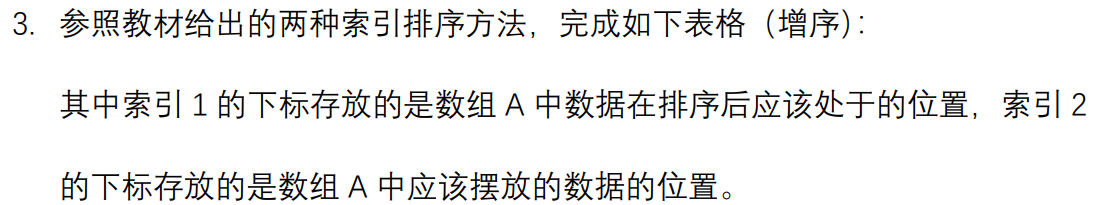 3. 参照教材给出的两种索引排序方法，完成如下表格（增序）：
其中索引 1 的下标存放的是数组 A 中数据在排序后应该处于的位置，索引 2
的下标存放的是数组 A 中应该摆放的数据的位置。